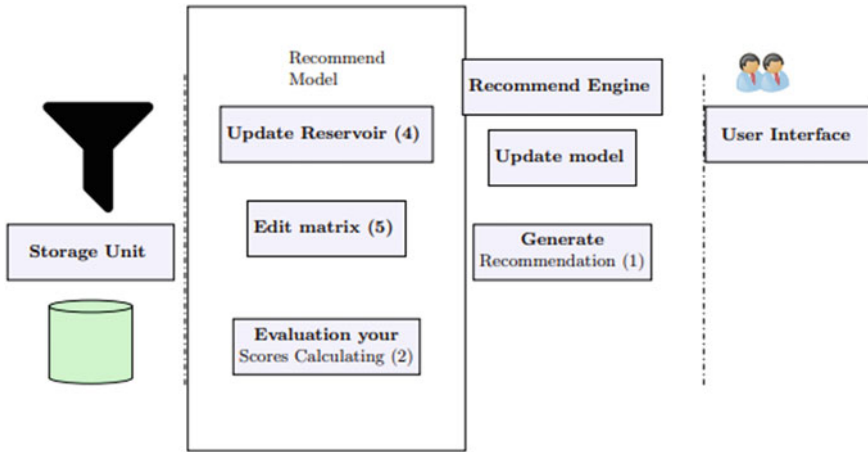 Recommend
Model
Recommend Engine
Update Reservoir (4)
User Interface
Update model
Edit matrix (5)
Storage Unit
Generate
Recommendation (1)
Evaluation your
Scores Calculating (2)